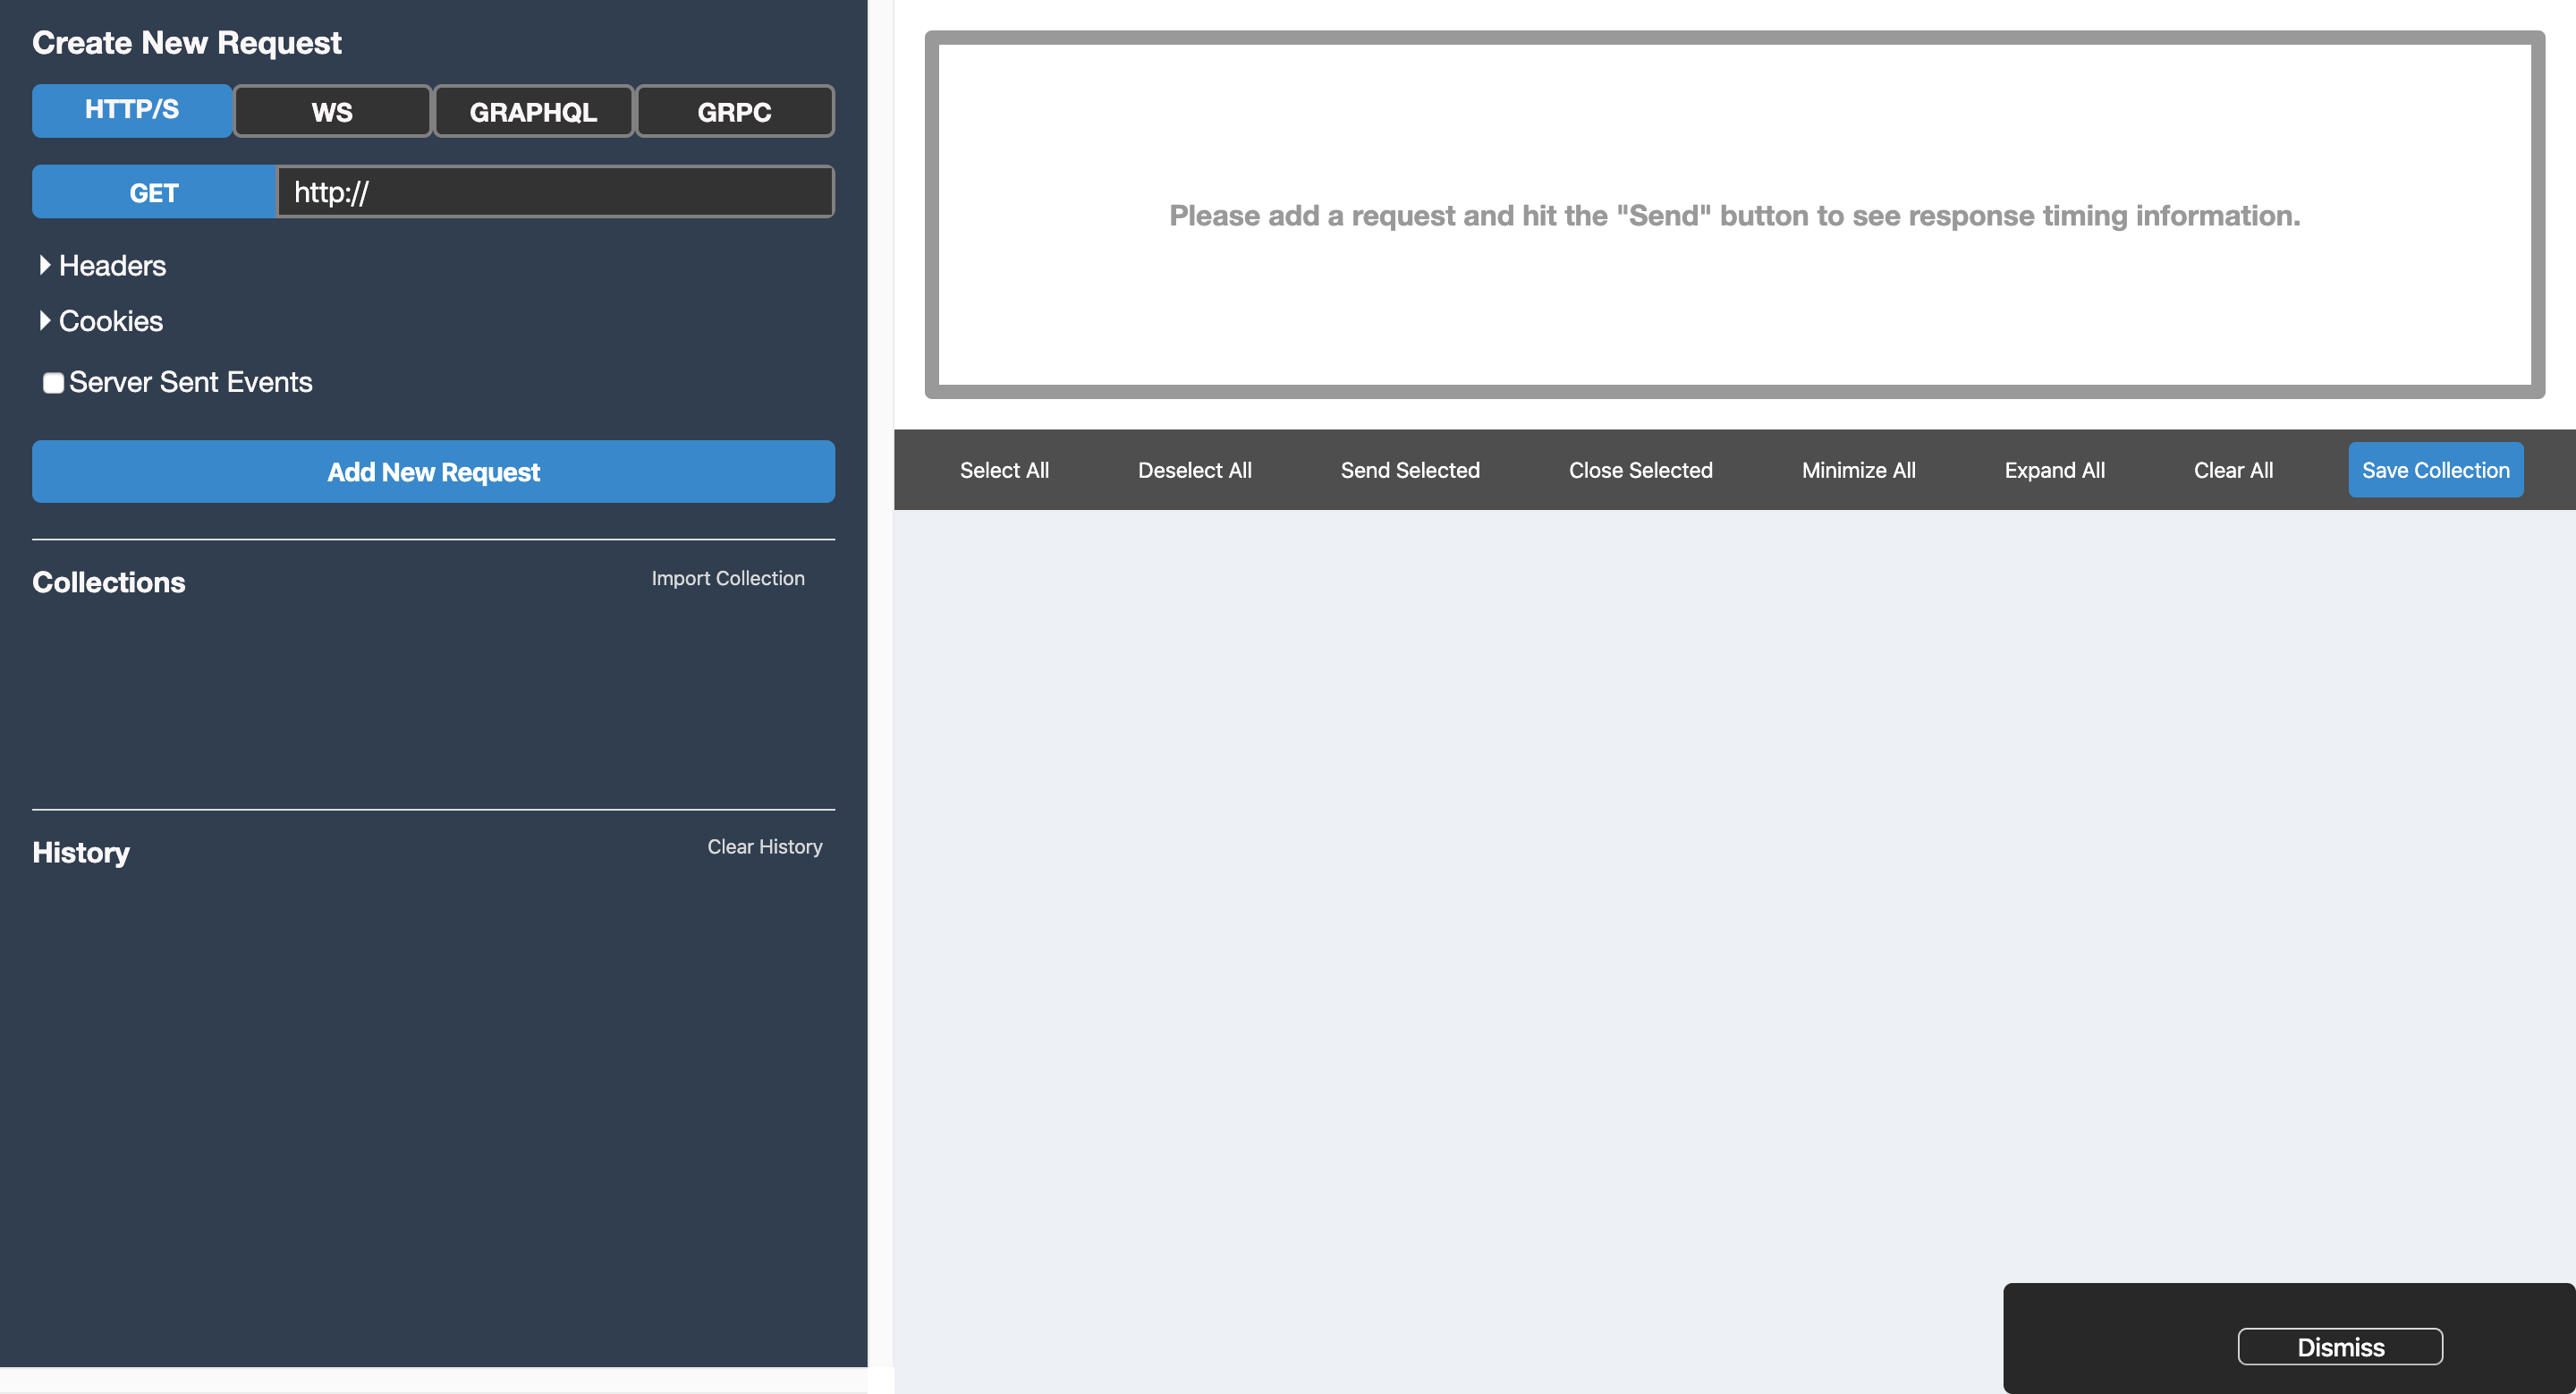 Create New Request
HTTP/S WS GRAPHQL GRPC
GET http://
Headers
Cookies
Server Sent Events
Add New Request
Collections Import Collection
History Clear History
Please add a request and hit the "Send" button to see response timing information.
Select All Deselect All Send Selected Close Selected Minimize All Expand All Clear All Save Collection
Dismiss